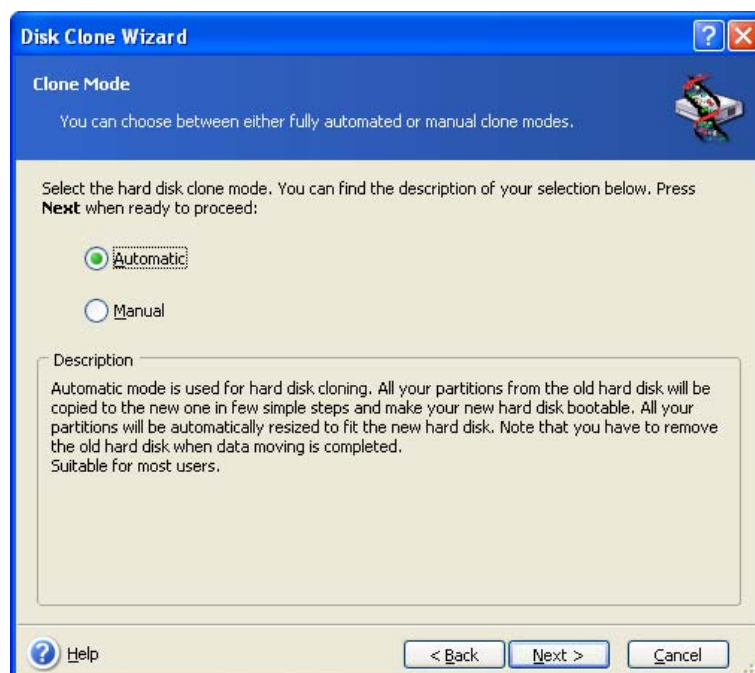 Disk Clone Wizard
Clone Mode
You can choose between either fully automated or manual clone modes.
Select the hard disk clone mode. You can find the description of your selection below. Press
Next when ready to proceed:
Automatic
Manual
Description
Automatic mode is used for hard disk cloning. All your partitions from the old hard disk will be
copied to the new one in few simple steps and make your new hard disk bootable. All your
partitions will be automatically resized to fit the new hard disk. Note that you have to remove
the old hard disk when data moving is completed.
Suitable for most users.
? Help
< Back
Next >
Cancel